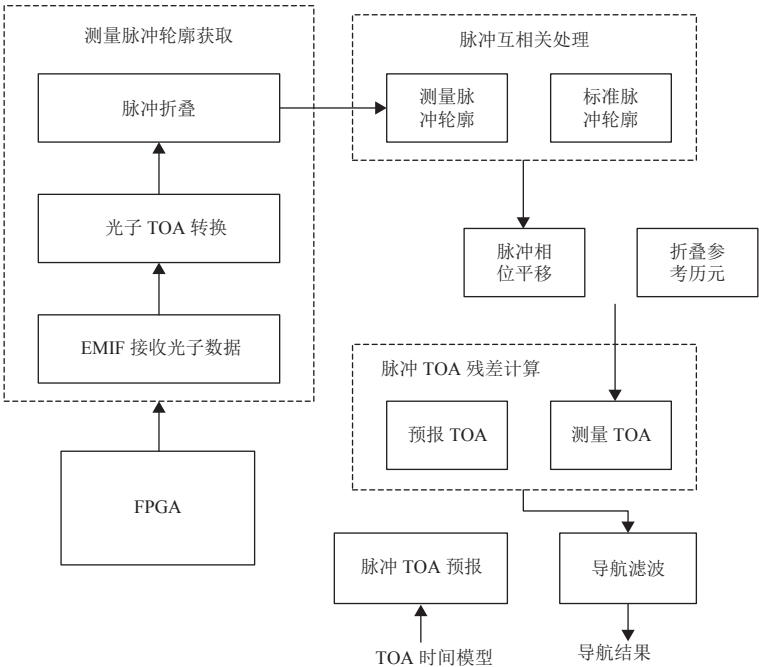 测量脉冲轮廓获取
脉冲折叠
光子 TOA 转换
EMIF 接收光子数据
FPGA
脉冲互相关处理
测量脉
冲轮廓
标准脉
冲轮廓
脉冲相
位平移
折叠参
考历元
脉冲 TOA 残差计算
预报 TOA
测量 TOA
脉冲 TOA 预报
导航滤波
TOA 时间模型
导航结果